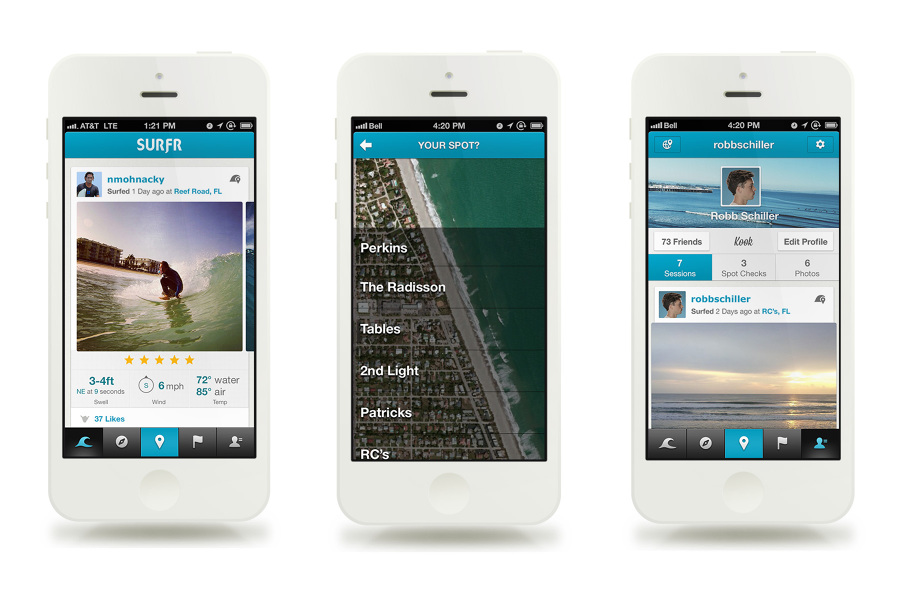 AT&T LTE 1:21 PM
SURFR
nmohnacky
Surfed 1 Day ago at Reef Road, FL
3-4ft
NE at 9 seconds
Swell
S 6 mph
Wind
72° water
85° air
Temp
37 Likes
Bell 4:20 PM
YOUR SPOT?
Perkins
The Radisson
Tables
2nd Light
Patricks
RC's
Bell 4:20 PM
robbschiller
Robb Schiller
73 Friends Kook Edit Profile
7 3 6
Sessions Spot Checks Photos
robbschiller
Surfed 2 Days ago at RC's, FL